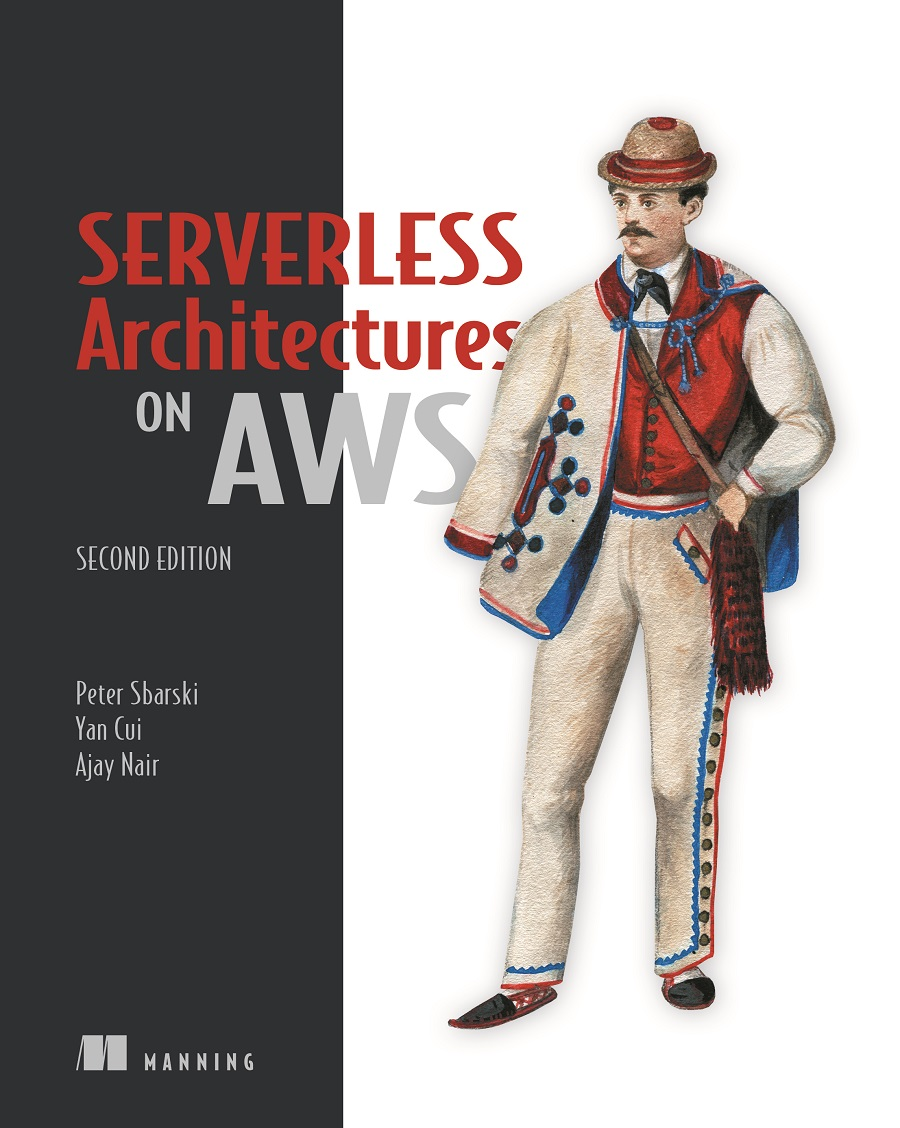 SERVERLESS
Architectures
ON AWS
SECOND EDITION
Peter Sbarski
Yan Cui
Ajay Nair
MANNING